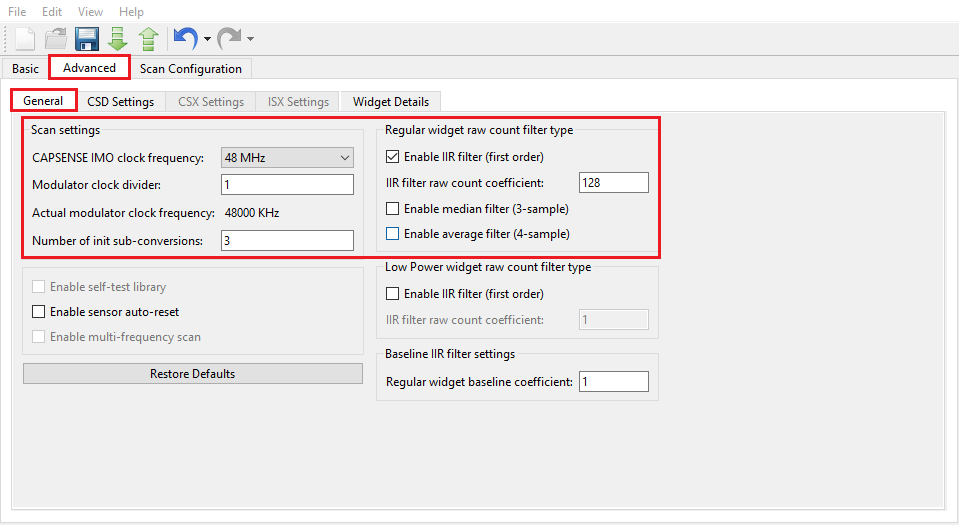 File Edit View Help
Basic Advanced Scan Configuration
General CSD Settings CSX Settings ISX Settings Widget Details
Scan settings
CAPSENSE IMO clock frequency: 48 MHz
Modulator clock divider: 1
Actual modulator clock frequency: 48000 KHz
Number of init sub-conversions: 3
Enable self-test library
Enable sensor auto-reset
Enable multi-frequency scan
Restore Defaults
Regular widget raw count filter type
Enable IIR filter (first order)
IIR filter raw count coefficient: 128
Enable median filter (3-sample)
Enable average filter (4-sample)
Low Power widget raw count filter type
Enable IIR filter (first order)
IIR filter raw count coefficient: 1
Baseline IIR filter settings
Regular widget baseline coefficient: 1